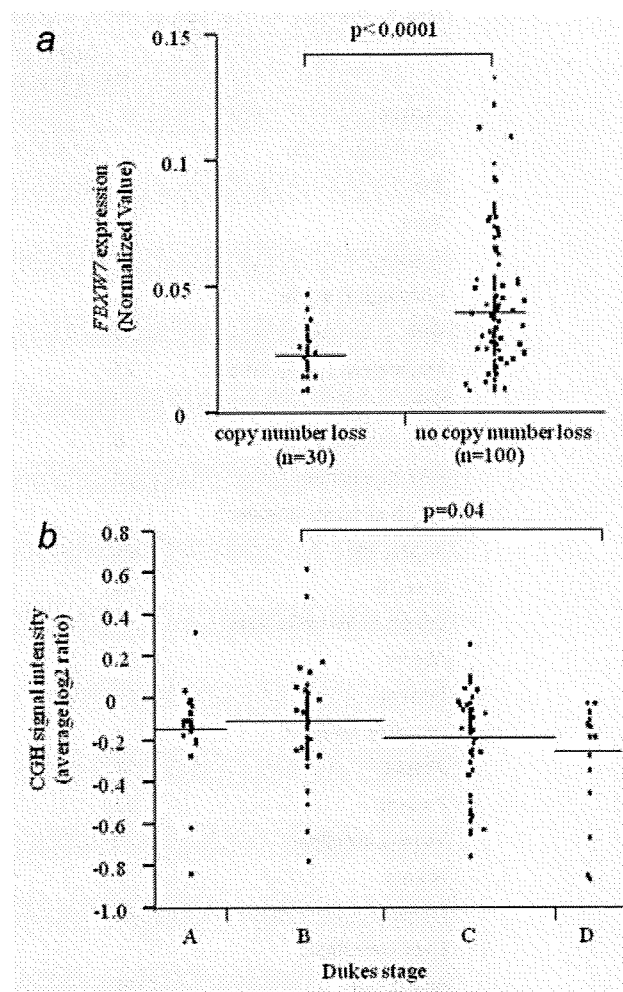 a
p<0.0001
0.15
0.1
0.05
0
FBXW7 expression
(Normalized Value)
copy number loss
(n=30)
no copy number loss
(n=100)
b
p=0.04
0.8
0.6
0.4
0.2
0
-0.2
-0.4
-0.6
-0.8
-1.0
CGH signal intensity
(average log2 ratio)
A
B
C
D
Dukes stage